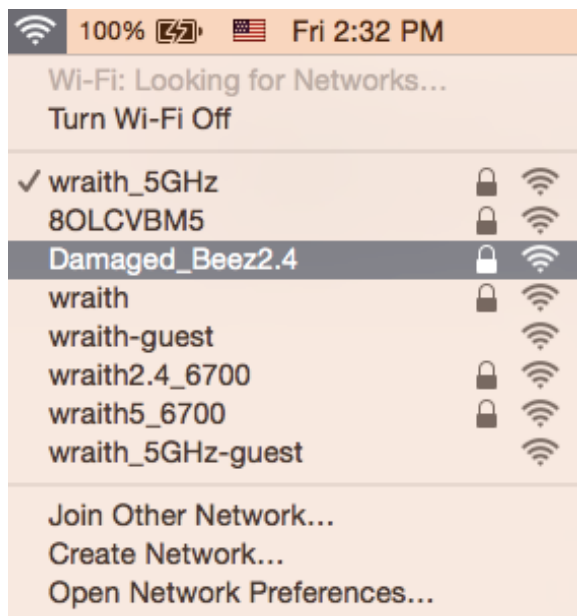 100% Fri 2:32 PM
Wi-Fi: Looking for Networks...
Turn Wi-Fi Off
wraith_5GHz
8OLCVBM5
Damaged_Beez2.4
wraith
wraith-guest
wraith2.4_6700
wraith5_6700
wraith_5GHz-guest
Join Other Network...
Create Network...
Open Network Preferences...